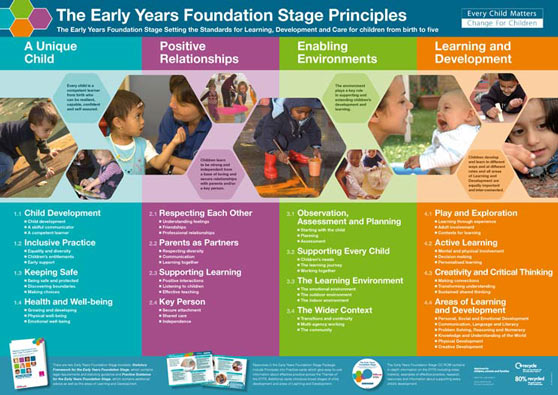 The Early Years Foundation Stage Principles
The Early Years Foundation Stage Setting the Standards for Learning, Development and Care for children from birth to five
Every Child Matters
Change For Children
A Unique
Child
Every child is a
competent learner
from birth who
can be resilient,
capable, confident
and self-assured.
1.1 Child Development
Child development
A skilful communicator
A competent learner
1.2 Inclusive Practice
Equality and diversity
Children's entitlements
Early support
1.3 Keeping Safe
Being safe and protected
Discovering boundaries
Making choices
1.4 Health and Well-being
Growing and developing
Physical well-being
Emotional well-being
Positive
Relationships
Children learn
to be strong and
independent from
a base of loving and
secure relationships
with parents and/or
a key person.
2.1 Respecting Each Other
Understanding feelings
Friendships
Professional relationships
2.2 Parents as Partners
Respecting diversity
Communication
Learning together
2.3 Supporting Learning
Positive interactions
Listening to children
Effective teaching
2.4 Key Person
Secure attachment
Shared care
Independence
Enabling
Environments
The environment
plays a key role
in supporting and
extending children's
development and
learning.
3.1 Observation,
Assessment and Planning
Starting with the child
Planning
Assessment
3.2 Supporting Every Child
Children's needs
The learning journey
Working together
3.3 The Learning Environment
The emotional environment
The outdoor environment
The indoor environment
3.4 The Wider Context
Transitions and continuity
Multi-agency working
The community
Learning and
Development
Children develop
and learn in different
ways and at different
rates and all areas
of Learning and
Development are
equally important
and inter-connected.
4.1 Play and Exploration
Learning through experience
Adult involvement
Contexts for learning
4.2 Active Learning
Mental and physical involvement
Decision making
Personalised learning
4.3 Creativity and Critical Thinking
Making connections
Transforming understanding
Sustained shared thinking
4.4 Areas of Learning
and Development
Personal, Social and Emotional Development
Communication, Language and Literacy
Problem Solving, Reasoning and Numeracy
Knowledge and Understanding of the World
Physical Development
Creative Development
recycle
80%